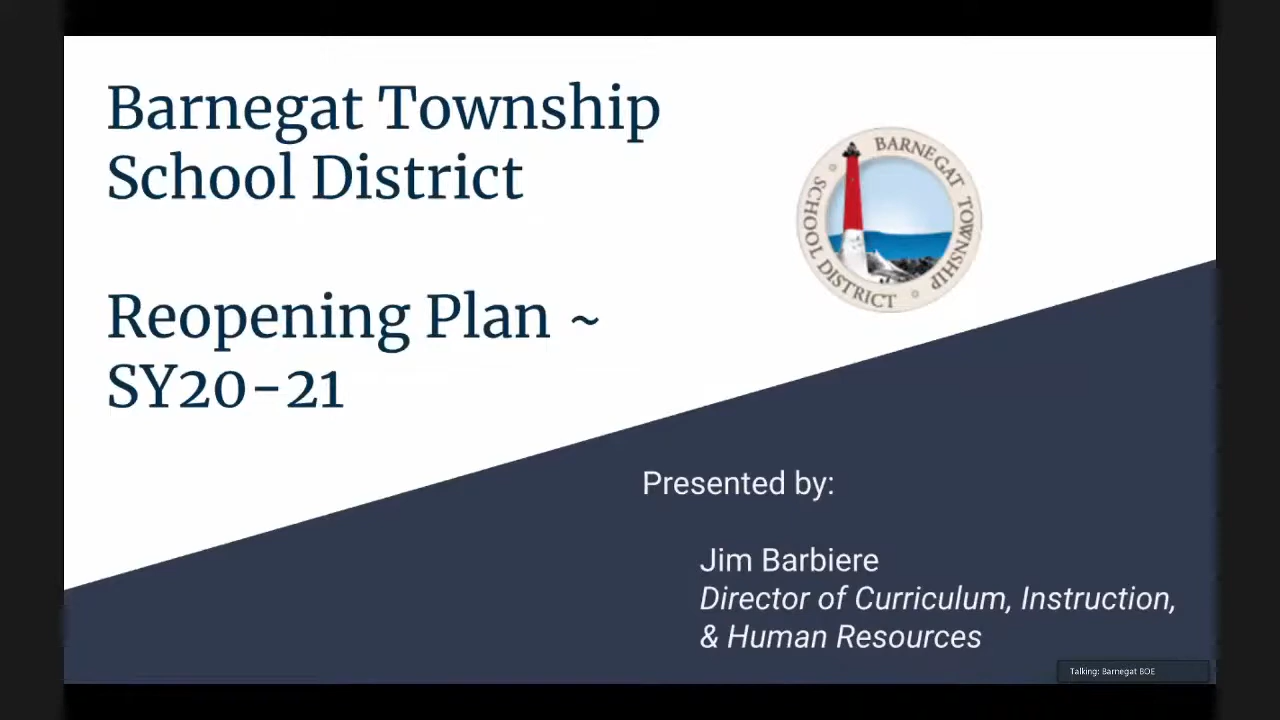 Barnegat Township
School District
Reopening Plan ~
SY20-21
BARNEGAT TOWNSHIP
SCHOOL DISTRICT
Presented by:
Jim Barbiere
Director of Curriculum, Instruction,
& Human Resources
Talking: Barnegat BOE